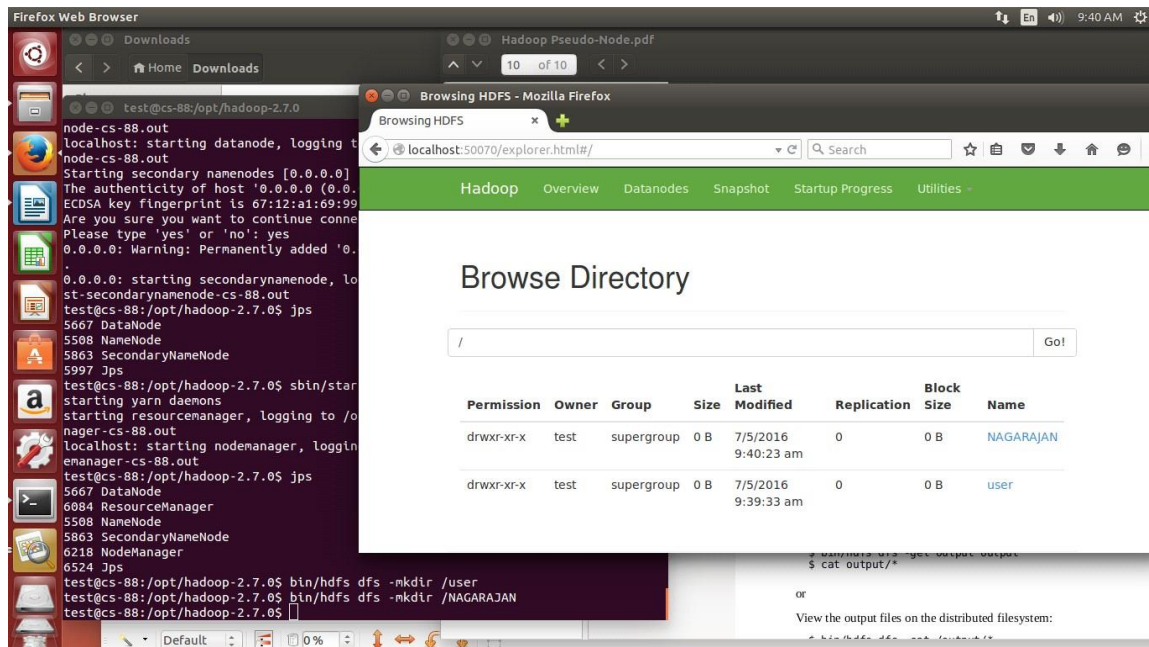 Firefox Web Browser
En
9:40 AM
Downloads
Home Downloads
Hadoop Pseudo-Node.pdf
10 of 10
test@cs-88:/opt/hadoop-2.7.0
node-cs-88.out
localhost: starting datanode, logging t
node-cs-88.out
Starting secondary namenodes [0.0.0.0]
The authenticity of host '0.0.0.0 (0.0.
ECDSA key fingerprint is 67:12:a1:69:99
Are you sure you want to continue conne
Please type 'yes' or 'no': yes
0.0.0.0: Warning: Permanently added '0.
.
0.0.0.0: starting secondarynamenode, lo
st-secondarynamenode-cs-88.out
test@cs-88:/opt/hadoop-2.7.0$ jps
5667 DataNode
5508 NameNode
5863 SecondaryNameNode
5997 Jps
test@cs-88:/opt/hadoop-2.7.0$ sbin/star
starting yarn daemons
starting resourcemanager, logging to /o
nager-cs-88.out
localhost: starting nodemanager, loggin
emanager-cs-88.out
test@cs-88:/opt/hadoop-2.7.0$ jps
5667 DataNode
6084 ResourceManager
5508 NameNode
5863 SecondaryNameNode
6218 NodeManager
6524 Jps
test@cs-88:/opt/hadoop-2.7.0$ bin/hdfs dfs -mkdir /user
test@cs-88:/opt/hadoop-2.7.0$ bin/hdfs dfs -mkdir /NAGARAJAN
test@cs-88:/opt/hadoop-2.7.0$
Browsing HDFS - Mozilla Firefox
Browsing HDFS
localhost:50070/explorer.html#/
Search
Hadoop Overview Datanodes Snapshot Startup Progress Utilities
Browse Directory
/
Go!
Permission Owner Group Size Last Modified Replication Block Size Name
drwxr-xr-x test supergroup 0 B 7/5/2016 9:40:23 am 0 0 B NAGARAJAN
drwxr-xr-x test supergroup 0 B 7/5/2016 9:39:33 am 0 0 B user
$ bin/hdfs dfs -get output output
$ cat output/*
or
View the output files on the distributed filesystem:
$ bin/hdfs dfs -cat /output/*
Default
0%